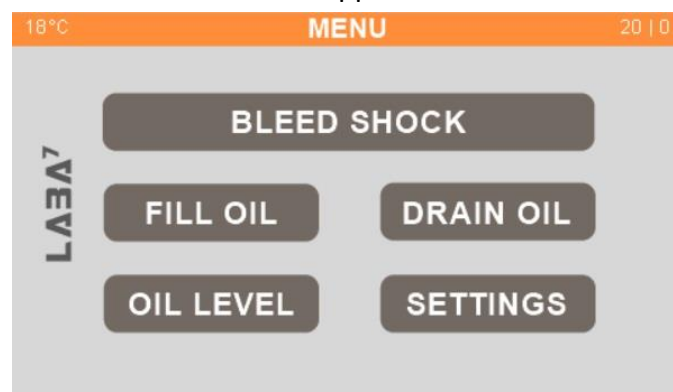 18°C MENU 20 | 0
BLEED SHOCK
LABA7
FILL OIL DRAIN OIL
OIL LEVEL SETTINGS